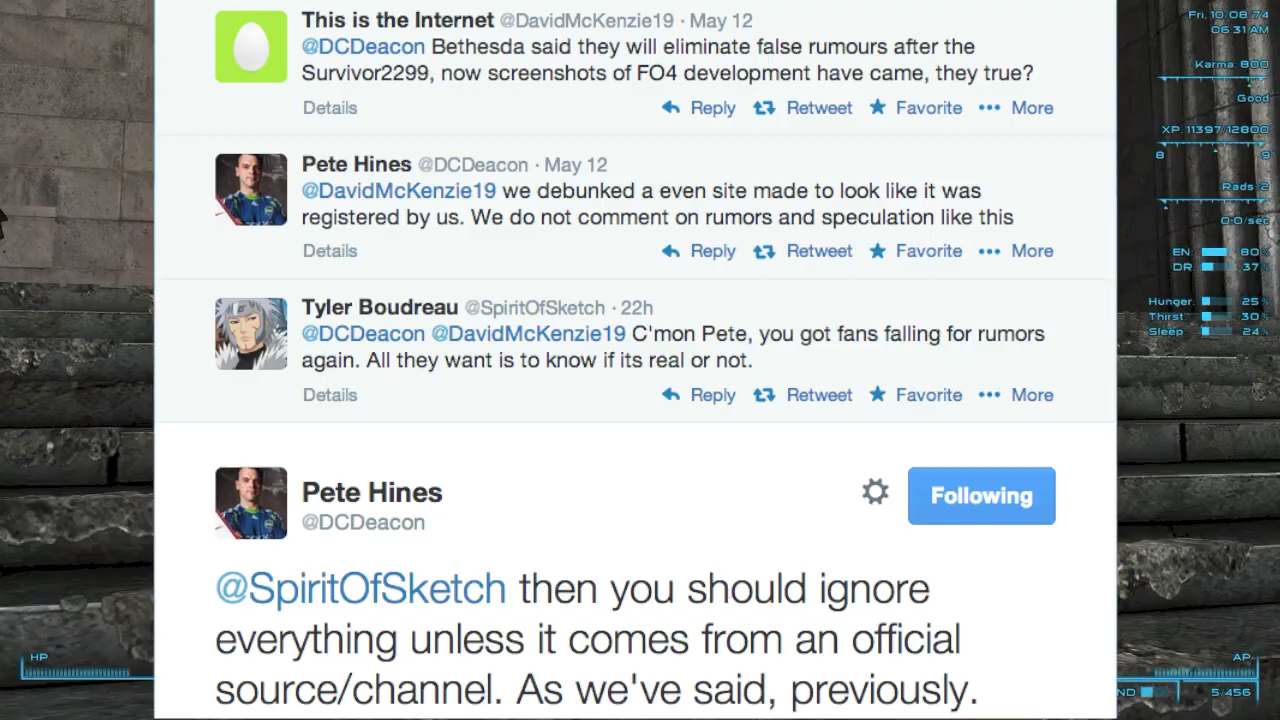 This is the Internet @DavidMcKenzie19 · May 12
@DCDeacon Bethesda said they will eliminate false rumours after the
Survivor2299, now screenshots of FO4 development have came, they true?
Details Reply Retweet Favorite More
Pete Hines @DCDeacon · May 12
@DavidMcKenzie19 we debunked a even site made to look like it was
registered by us. We do not comment on rumors and speculation like this
Details Reply Retweet Favorite More
Tyler Boudreau @SpiritOfSketch · 22h
@DCDeacon @DavidMcKenzie19 C'mon Pete, you got fans falling for rumors
again. All they want is to know if its real or not.
Details Reply Retweet Favorite More
Pete Hines
@DCDeacon
Following
@SpiritOfSketch then you should ignore
everything unless it comes from an official
source/channel. As we've said, previously.
Fri, 10.08.74
06:31 AM
Karma: 800
Good
XP: 11397/12800
8 9
Rads: 2
0.0/sec
EN: 80%
DR: 37%
Hunger: 25%
Thirst: 30%
Sleep: 24%
HP
AP
ND 5/456